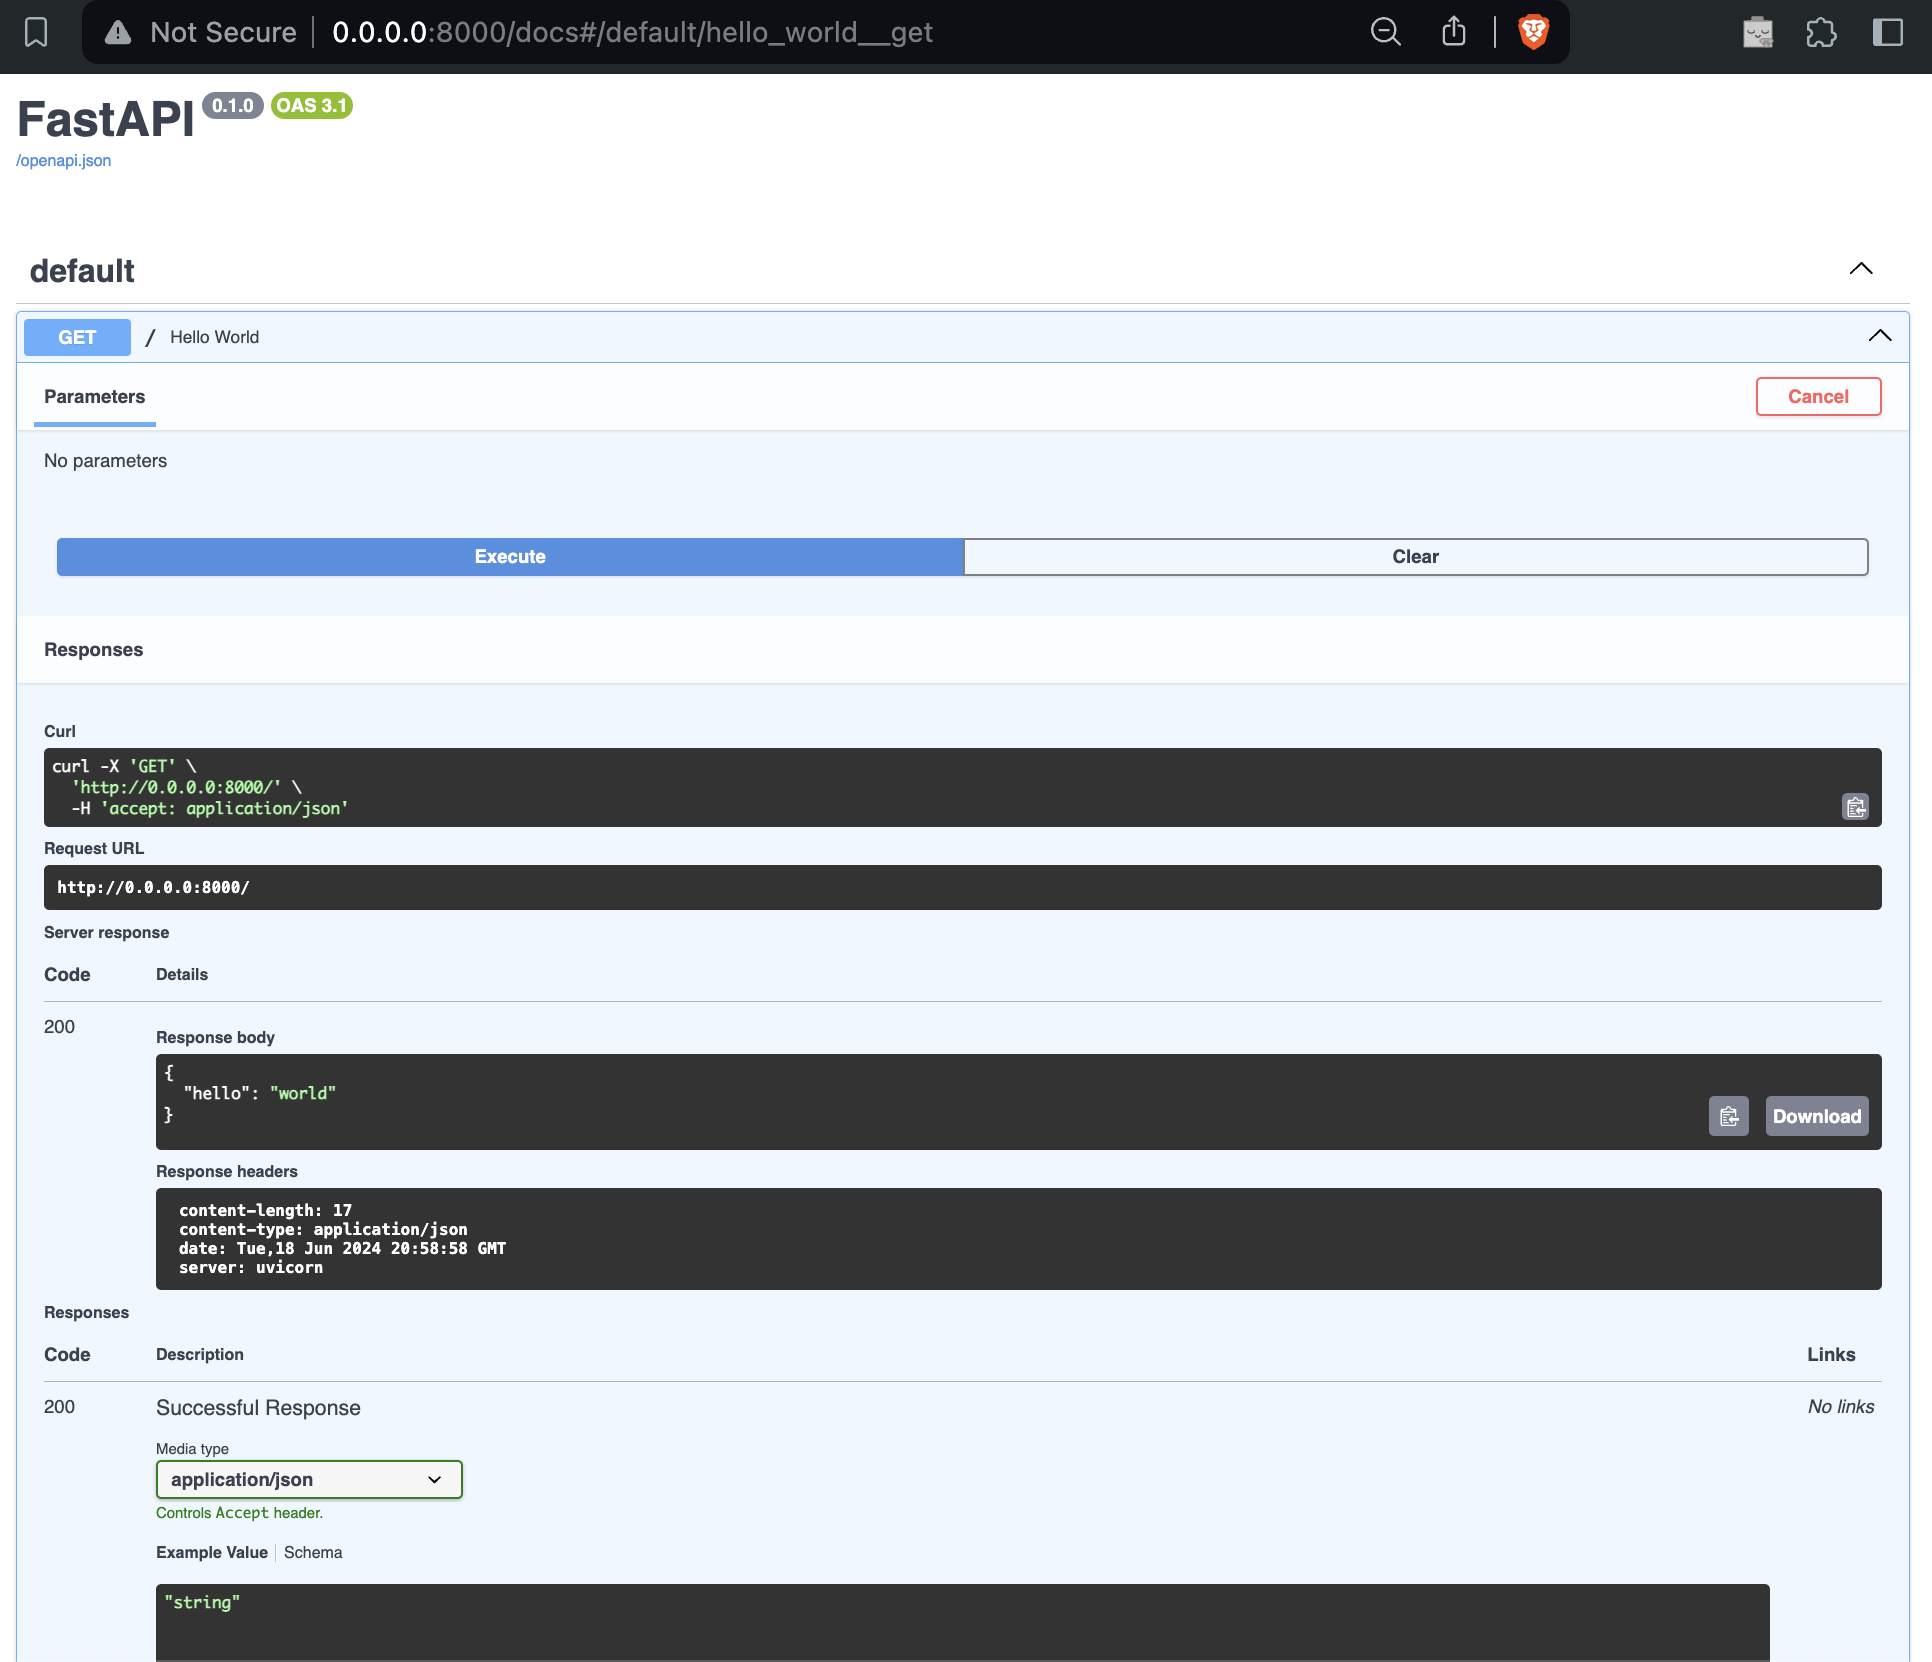 Not Secure 0.0.0.0:8000/docs#/default/hello_world__get
FastAPI 0.1.0 OAS 3.1
/openapi.json
default
GET / Hello World
Parameters Cancel
No parameters
Execute Clear
Responses
Curl
curl -X 'GET' \
'http://0.0.0.0:8000/' \
-H 'accept: application/json'
Request URL
http://0.0.0.0:8000/
Server response
Code Details
200
Response body
{
"hello": "world"
}
Download
Response headers
content-length: 17
content-type: application/json
date: Tue,18 Jun 2024 20:58:58 GMT
server: uvicorn
Responses
Code Description Links
200 Successful Response No links
Media type
application/json
Controls Accept header.
Example Value Schema
"string"